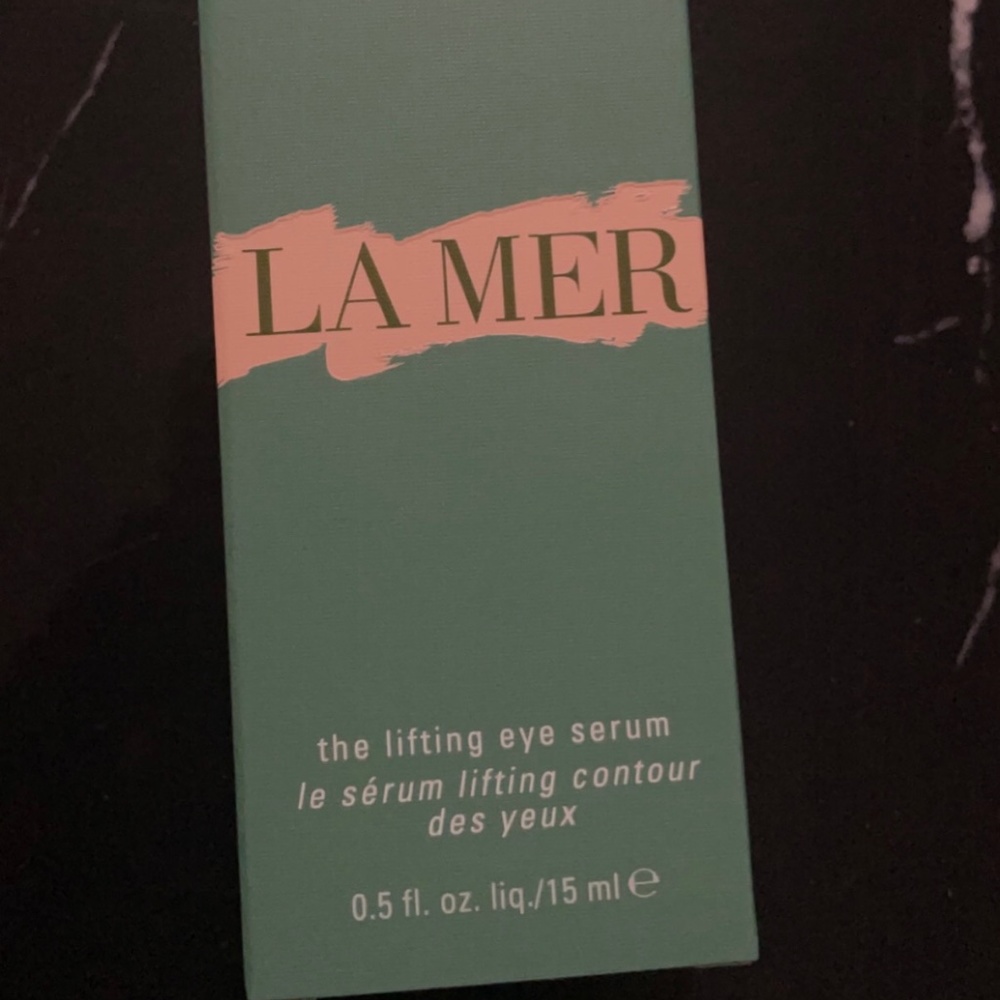 LA MER
the lifting eye serum
le sérum lifting contour
des yeux
0.5 fl. oz. liq./15 ml ℮